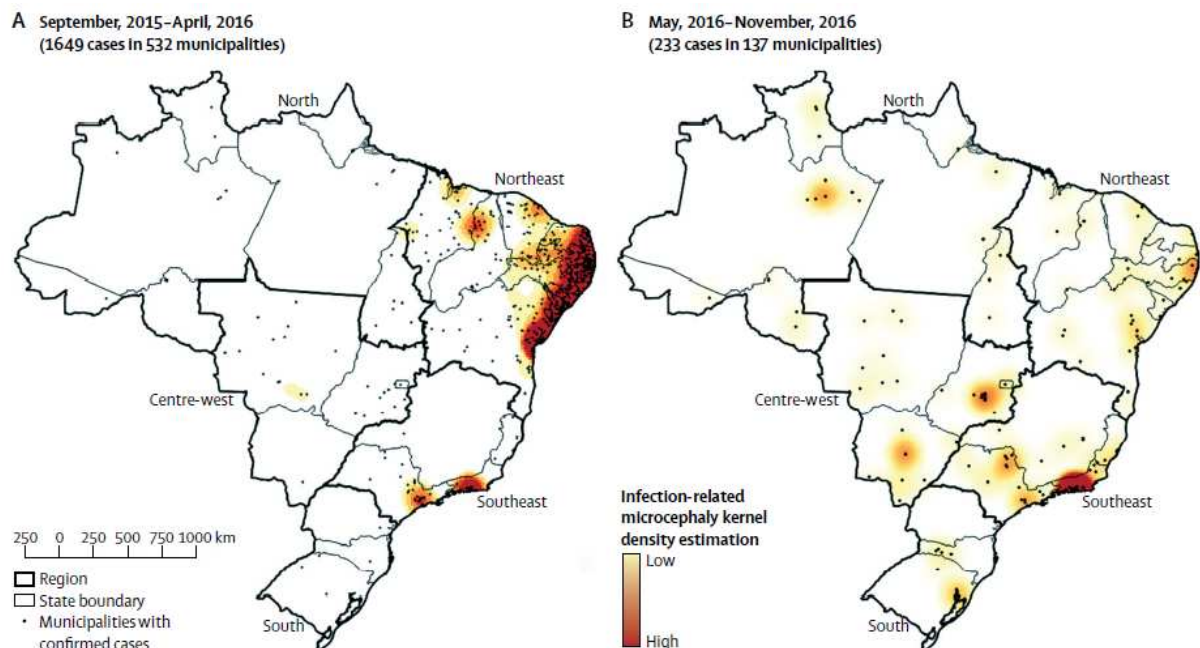 A September, 2015–April, 2016
(1649 cases in 532 municipalities)
North
Northeast
Centre-west
Southeast
South
250 0 250 500 750 1000 km
Region
State boundary
Municipalities with
confirmed cases
B May, 2016–November, 2016
(233 cases in 137 municipalities)
North
Northeast
Centre-west
Southeast
South
Infection-related
microcephaly kernel
density estimation
Low
High